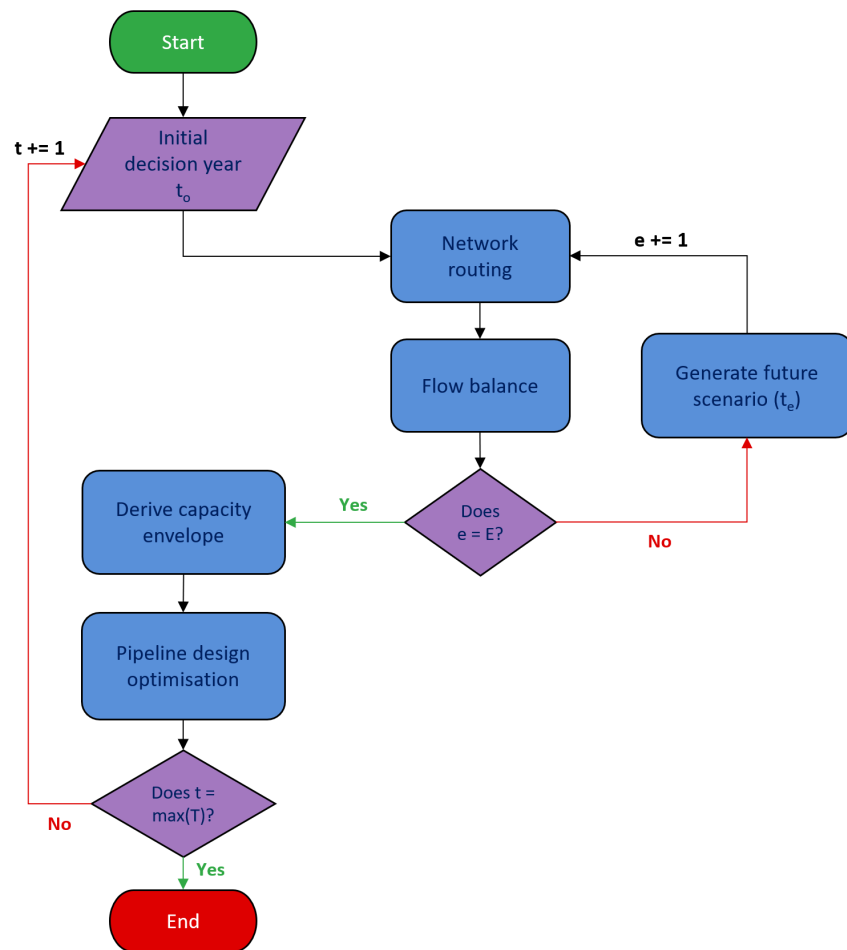 Start
t += 1
Initial
decision year
tₒ
Network
routing
e += 1
Flow balance
Generate future
scenario (tₑ)
Does
e = E?
Yes
No
Derive capacity
envelope
Pipeline design
optimisation
Does t =
max(T)?
No
Yes
End